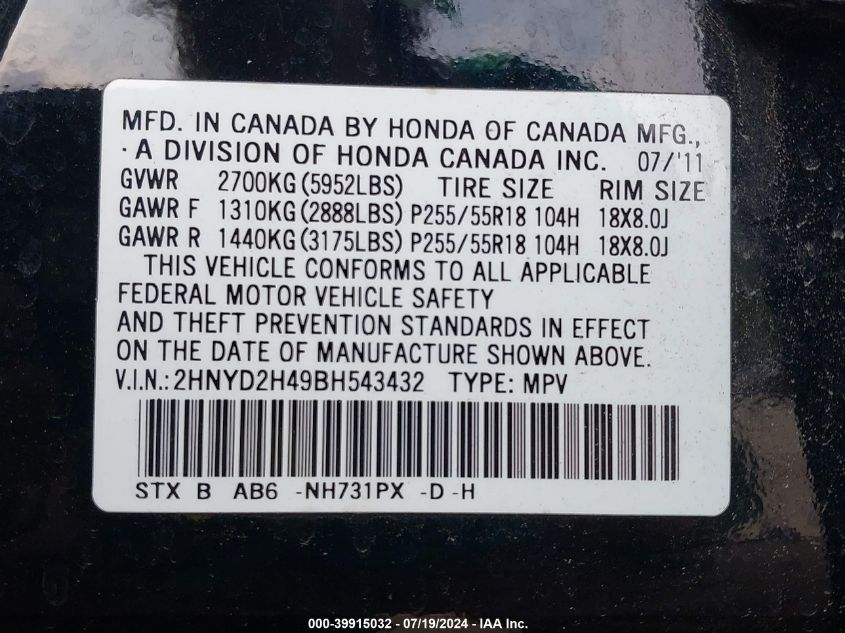 MFD. IN CANADA BY HONDA OF CANADA MFG.,
· A DIVISION OF HONDA CANADA INC. 07/'11
GVWR 2700KG(5952LBS) TIRE SIZE RIM SIZE
GAWR F 1310KG(2888LBS) P255/55R18 104H 18X8.0J
GAWR R 1440KG(3175LBS) P255/55R18 104H 18X8.0J
THIS VEHICLE CONFORMS TO ALL APPLICABLE
FEDERAL MOTOR VEHICLE SAFETY
AND THEFT PREVENTION STANDARDS IN EFFECT
ON THE DATE OF MANUFACTURE SHOWN ABOVE.
V.I.N.:2HNYD2H49BH543432 TYPE: MPV
STX B AB6 -NH731PX -D -H
000-39915032 - 07/19/2024 - IAA Inc.